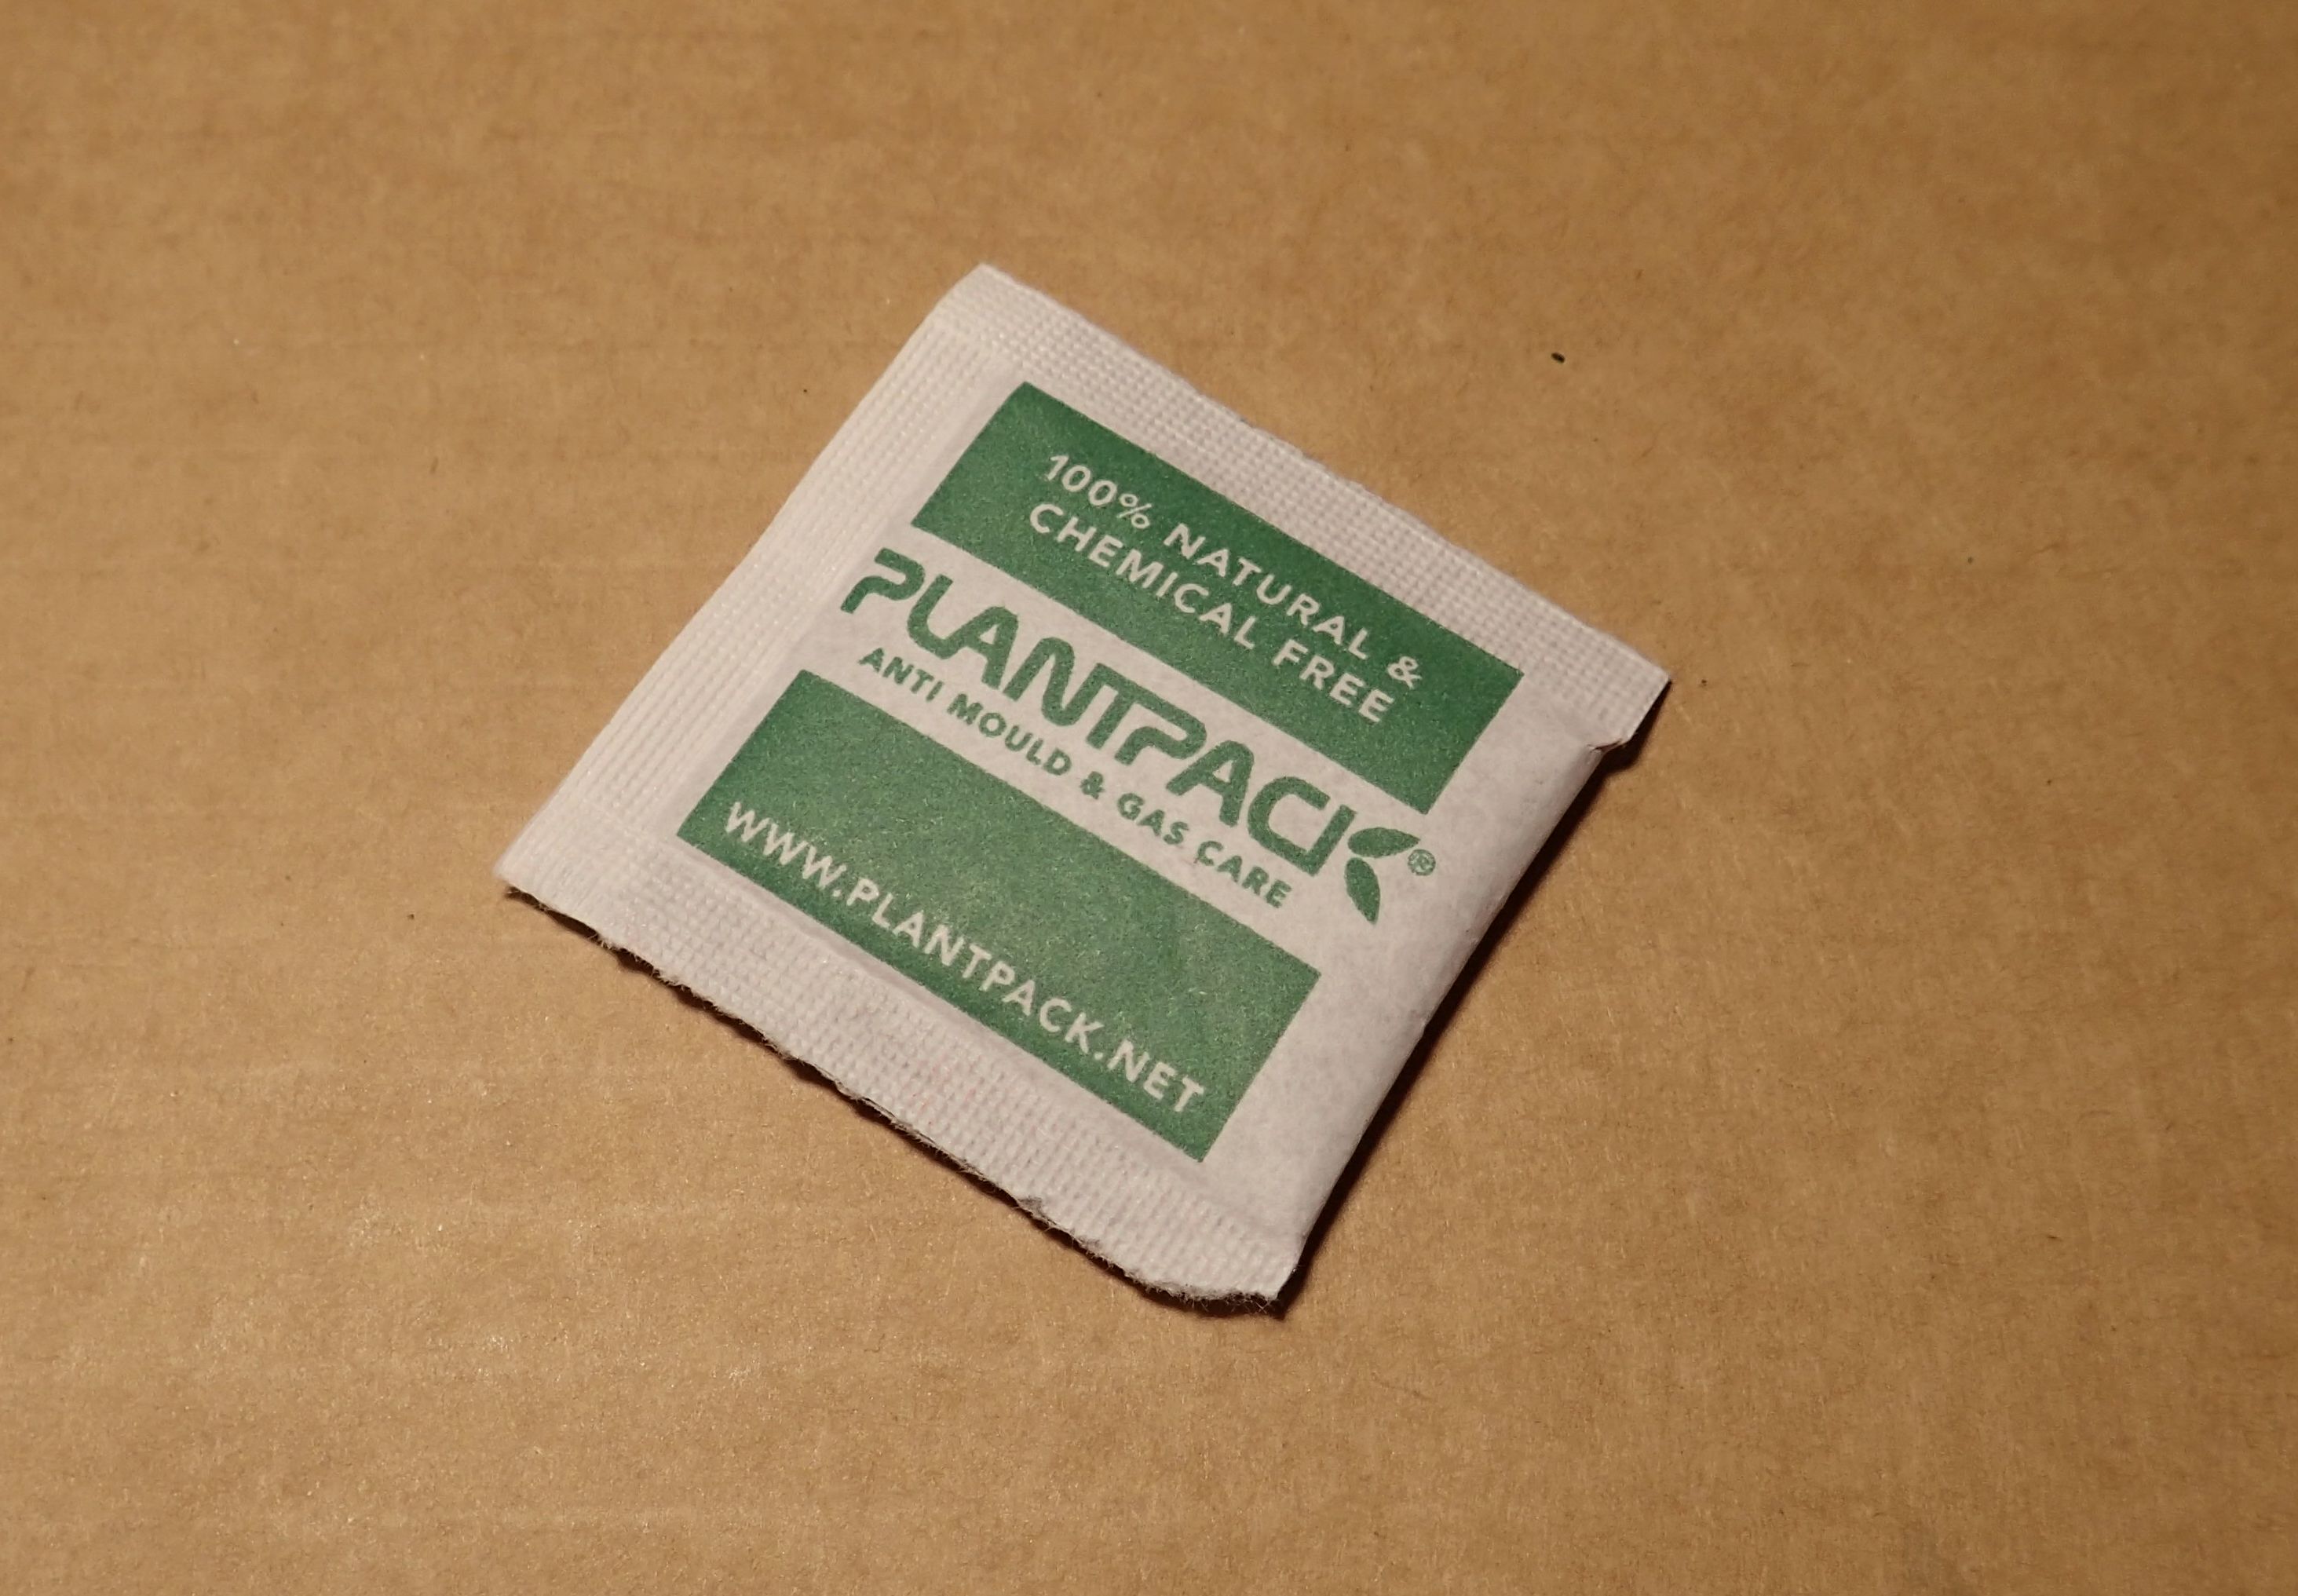 100% NATURAL &
CHEMICAL FREE
PLANTPACK®
ANTI MOULD & GAS CARE
WWW.PLANTPACK.NET